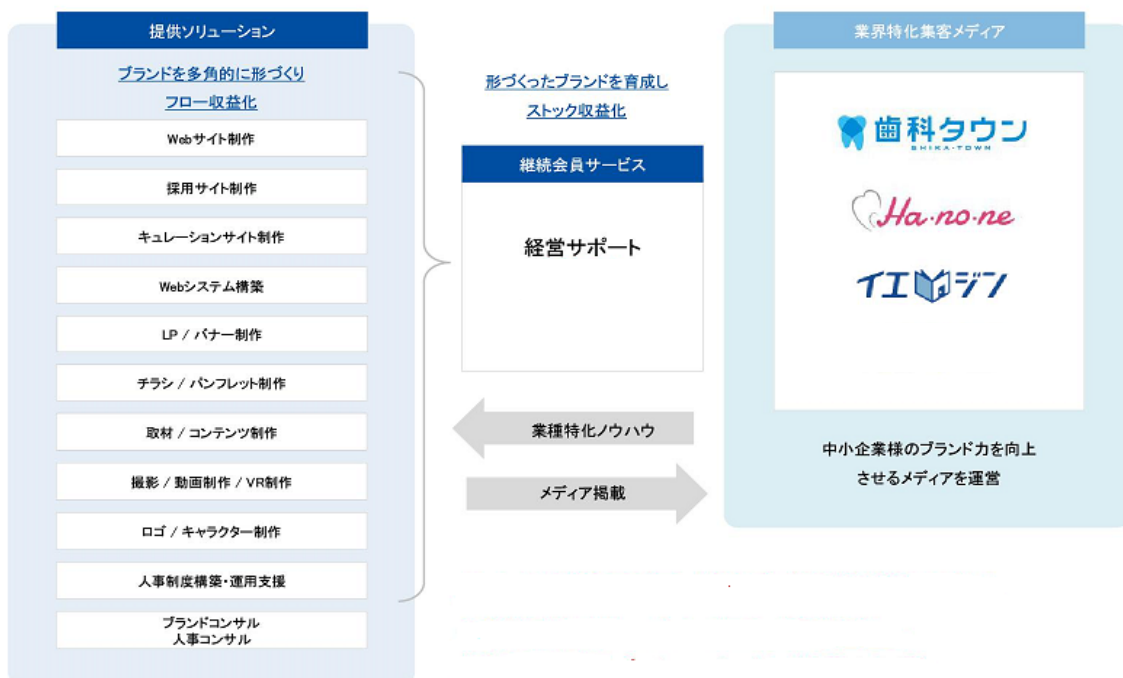 提供ソリューション
ブランドを多角的に形づくり
フロー収益化
Webサイト制作
採用サイト制作
キュレーションサイト制作
Webシステム構築
LP / バナー制作
チラシ / パンフレット制作
取材 / コンテンツ制作
撮影 / 動画制作 / VR制作
ロゴ / キャラクター制作
人事制度構築・運用支援
ブランドコンサル
人事コンサル
形づくったブランドを育成し
ストック収益化
継続会員サービス
経営サポート
業種特化ノウハウ
メディア掲載
業界特化集客メディア
歯科タウン
SHIKA-TOWN
Ha·no·ne
イエジン
中小企業様のブランド力を向上
させるメディアを運営